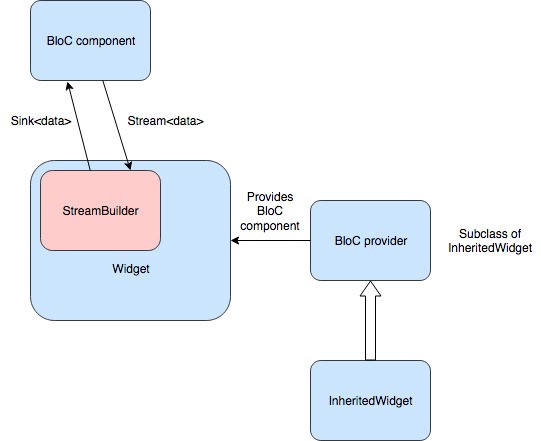 BloC component
Sink<data>
Stream<data>
StreamBuilder
Widget
Provides
BloC
component
BloC provider
Subclass of
InheritedWidget
InheritedWidget